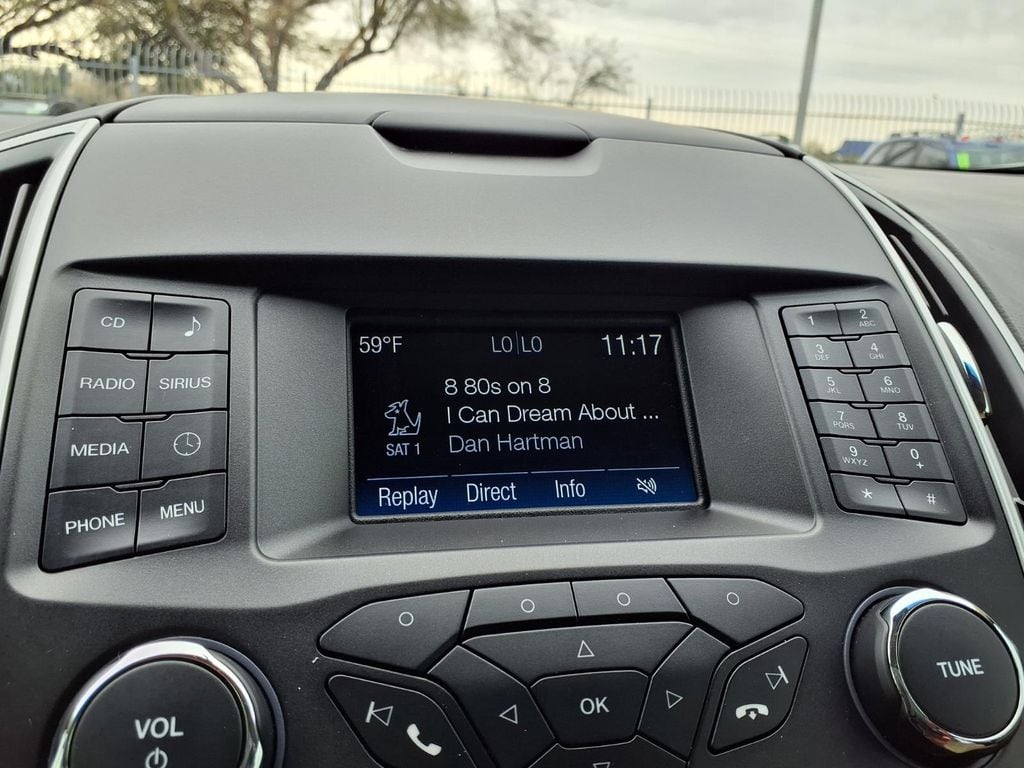 59°F LO|LO 11:17
8 80s on 8
I Can Dream About ...
SAT 1 Dan Hartman
Replay Direct Info
CD
RADIO SIRIUS
MEDIA
PHONE MENU
1 2 ABC
3 DEF 4 GHI
5 JKL 6 MNO
7 PQRS 8 TUV
9 WXYZ 0 +
* #
OK
VOL
TUNE